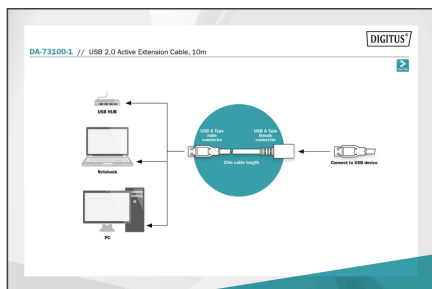 DIGITUS®
DA-73100-1 // USB 2.0 Active Extension Cable, 10m
USB HUB
USB A Type
male
connector
USB A Type
female
connector
10m cable length
Notebook
Connect to USB device
PC